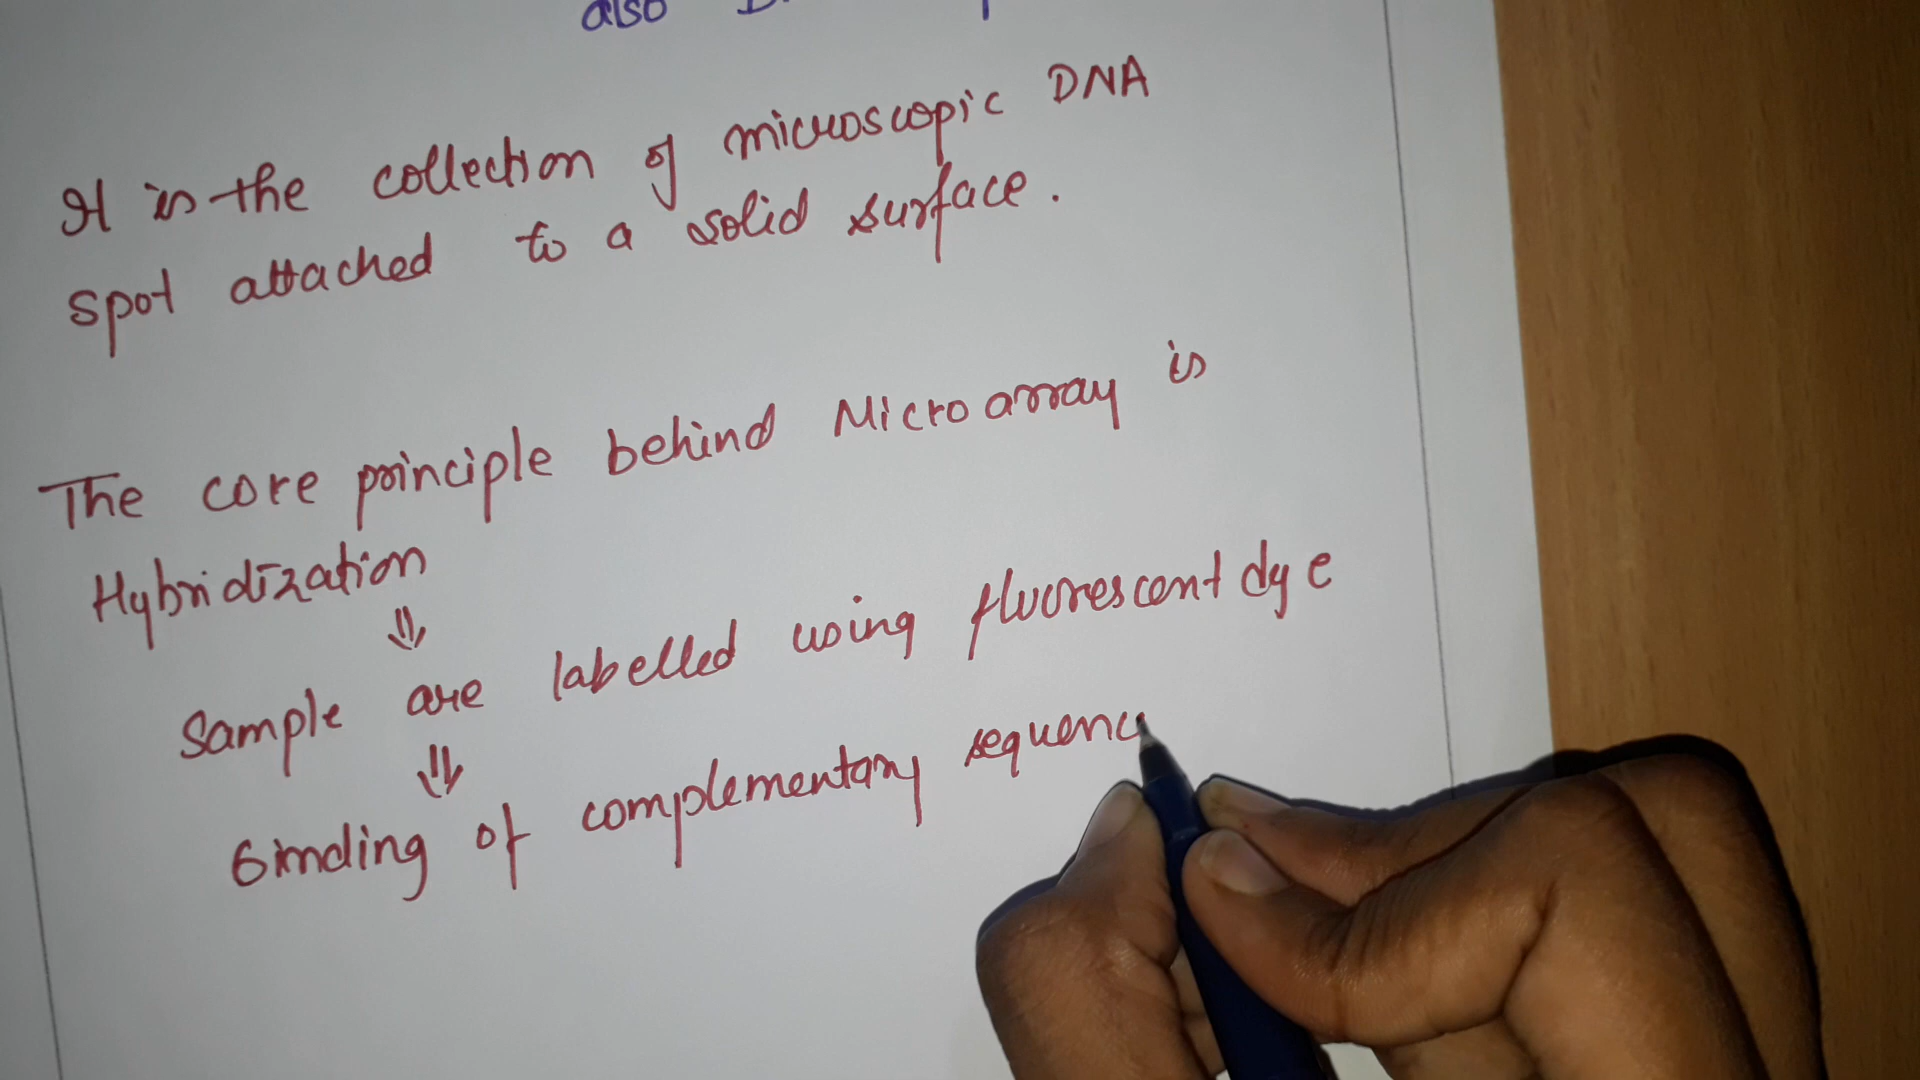 also
It is the collection of microscopic DNA
spot attached to a solid surface.
The core principle behind Microarray is
Hybridization
⇓
Sample are labelled using fluorescent dye
⇓
Binding of complementary sequenc